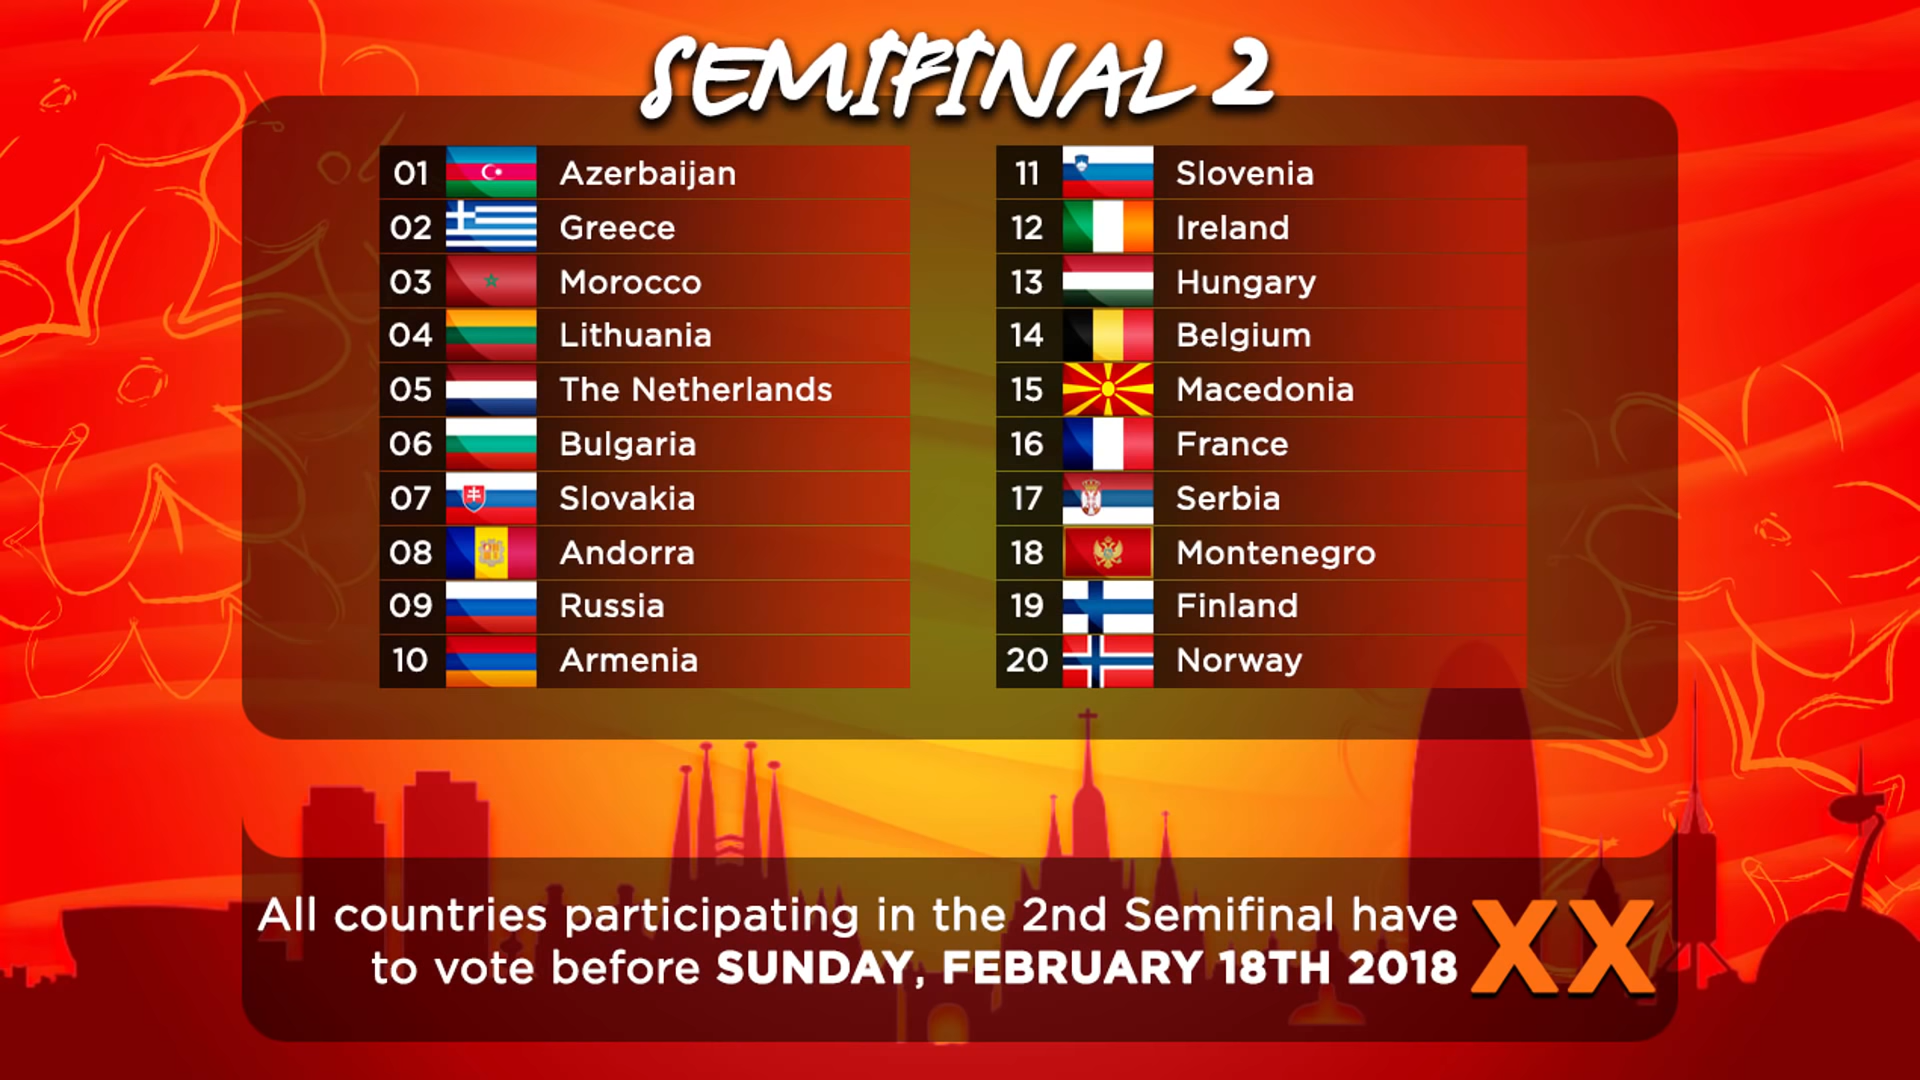 SEMIFINAL 2
01 Azerbaijan
02 Greece
03 Morocco
04 Lithuania
05 The Netherlands
06 Bulgaria
07 Slovakia
08 Andorra
09 Russia
10 Armenia
11 Slovenia
12 Ireland
13 Hungary
14 Belgium
15 Macedonia
16 France
17 Serbia
18 Montenegro
19 Finland
20 Norway
All countries participating in the 2nd Semifinal have
to vote before SUNDAY, FEBRUARY 18TH 2018
XX